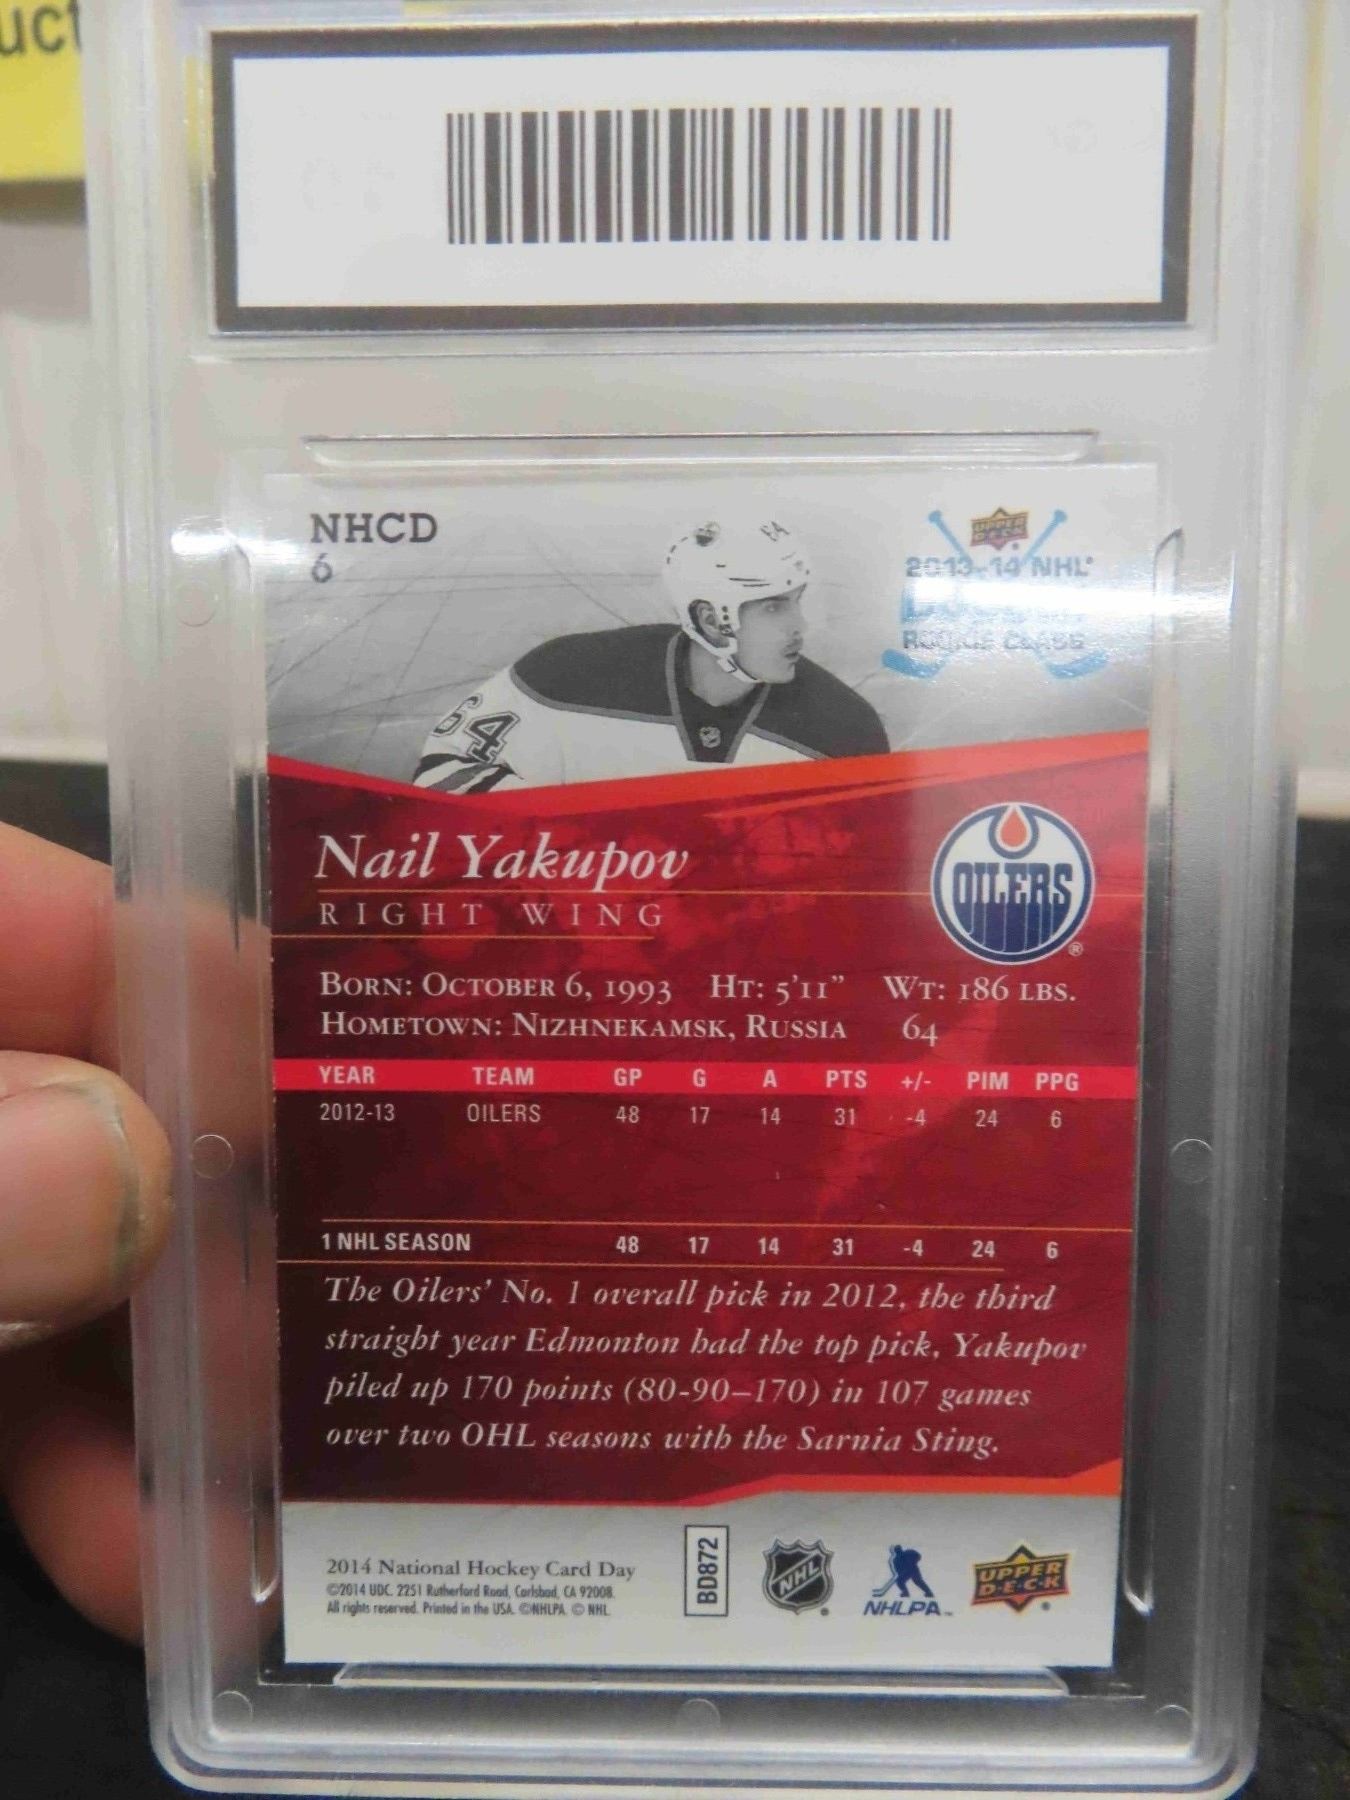 uct
NHCD
6
64
64
UPPER
DECK
2013-14 NHL®
ROOKIE CLASS
Nail Yakupov
RIGHT WING
OILERS
®
BORN: OCTOBER 6, 1993 HT: 5'11" WT: 186 LBS.
HOMETOWN: NIZHNEKAMSK, RUSSIA 64
YEAR TEAM GP G A PTS +/- PIM PPG
2012-13 OILERS 48 17 14 31 -4 24 6
1 NHL SEASON 48 17 14 31 -4 24 6
The Oilers' No. 1 overall pick in 2012, the third
straight year Edmonton had the top pick, Yakupov
piled up 170 points (80-90–170) in 107 games
over two OHL seasons with the Sarnia Sting.
2014 National Hockey Card Day
©2014 UDC. 2251 Rutherford Road, Carlsbad, CA 92008.
All rights reserved. Printed in the USA. ©NHLPA. © NHL.
BD872
NHL
NHLPA™
UPPER
D·E·C·K